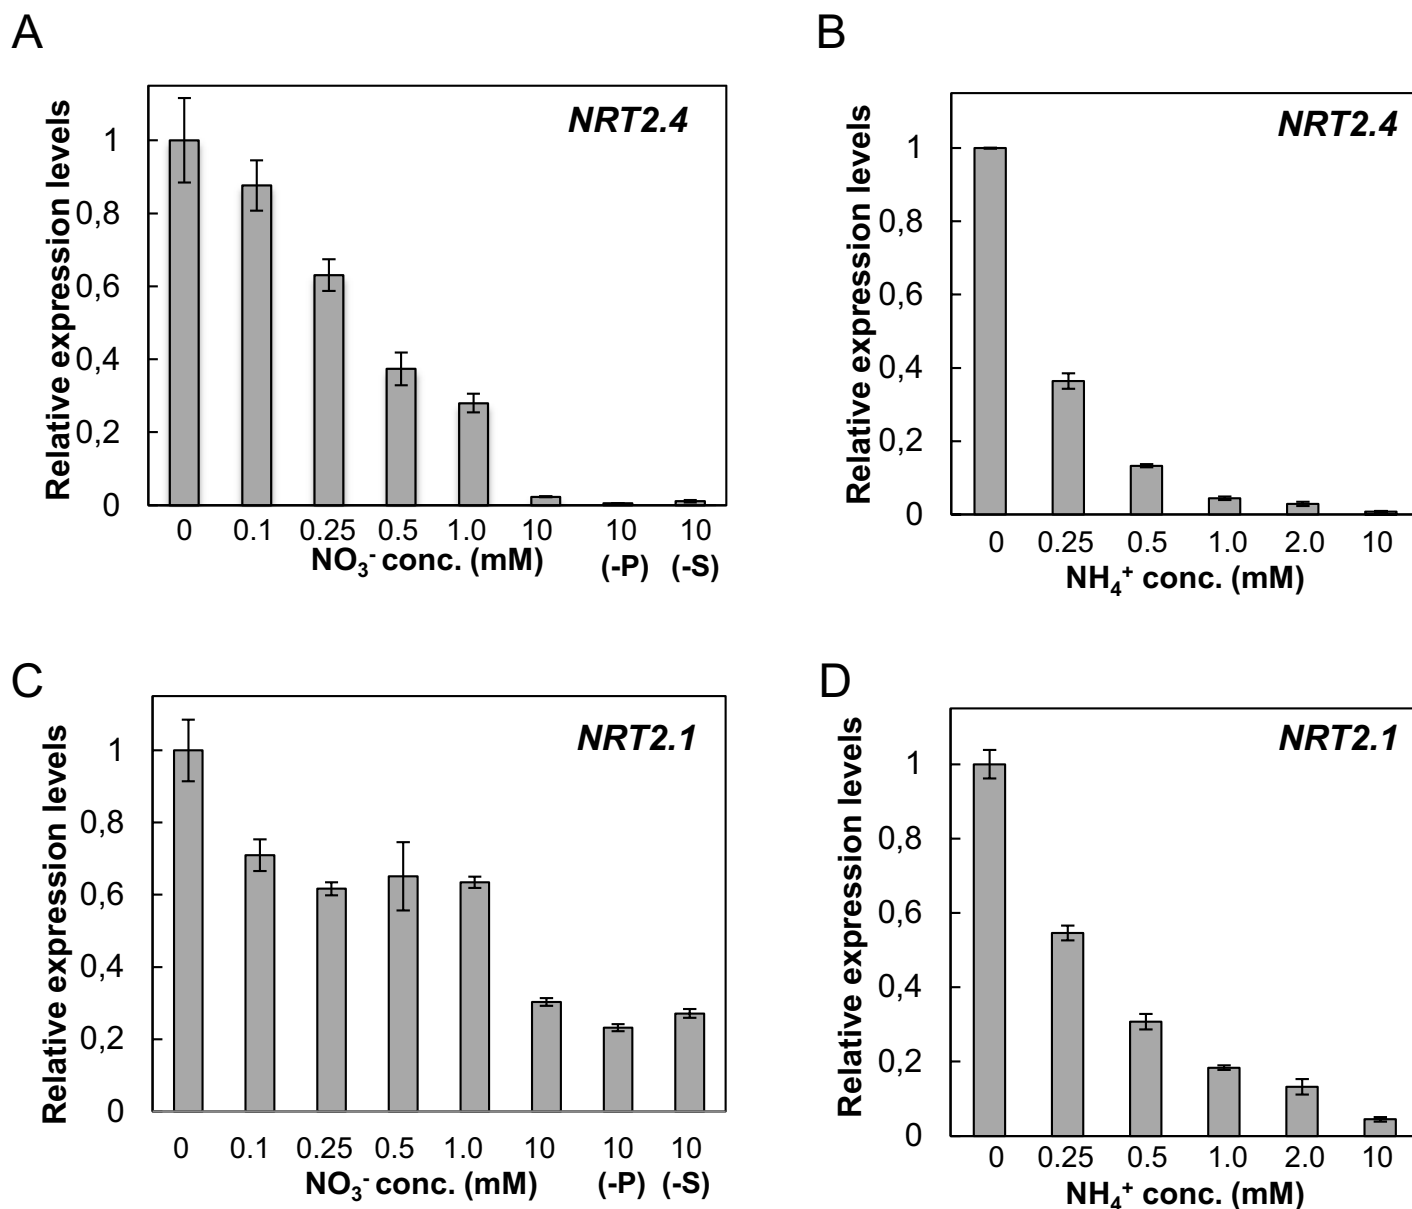 A
NRT2.4
Relative expression levels
1
0,8
0,6
0,4
0,2
0
0 0.1 0.25 0.5 1.0 10 10 10
NO₃⁻ conc. (mM) (-P) (-S)
B
NRT2.4
Relative expression levels
1
0,8
0,6
0,4
0,2
0
0 0.25 0.5 1.0 2.0 10
NH₄⁺ conc. (mM)
C
NRT2.1
Relative expression levels
1
0,8
0,6
0,4
0,2
0
0 0.1 0.25 0.5 1.0 10 10 10
NO₃⁻ conc. (mM) (-P) (-S)
D
NRT2.1
Relative expression levels
1
0,8
0,6
0,4
0,2
0
0 0.25 0.5 1.0 2.0 10
NH₄⁺ conc. (mM)